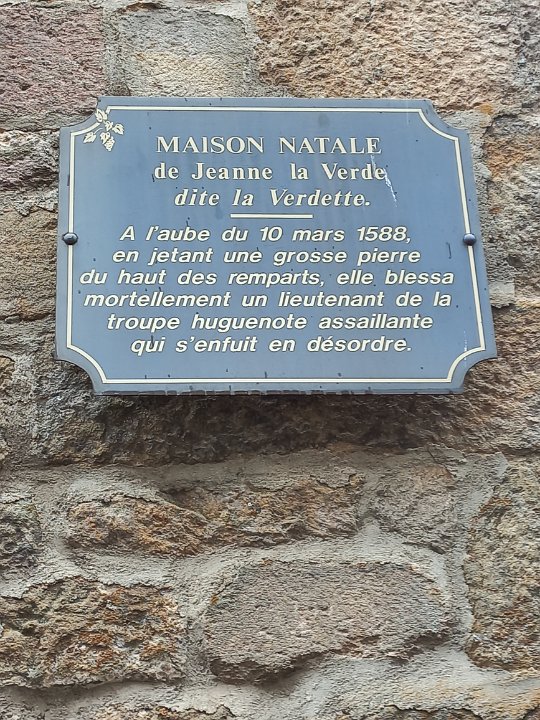 MAISON NATALE
de Jeanne la Verde
dite la Verdette.
A l'aube du 10 mars 1588,
en jetant une grosse pierre
du haut des remparts, elle blessa
mortellement un lieutenant de la
troupe huguenote assaillante
qui s'enfuit en désordre.